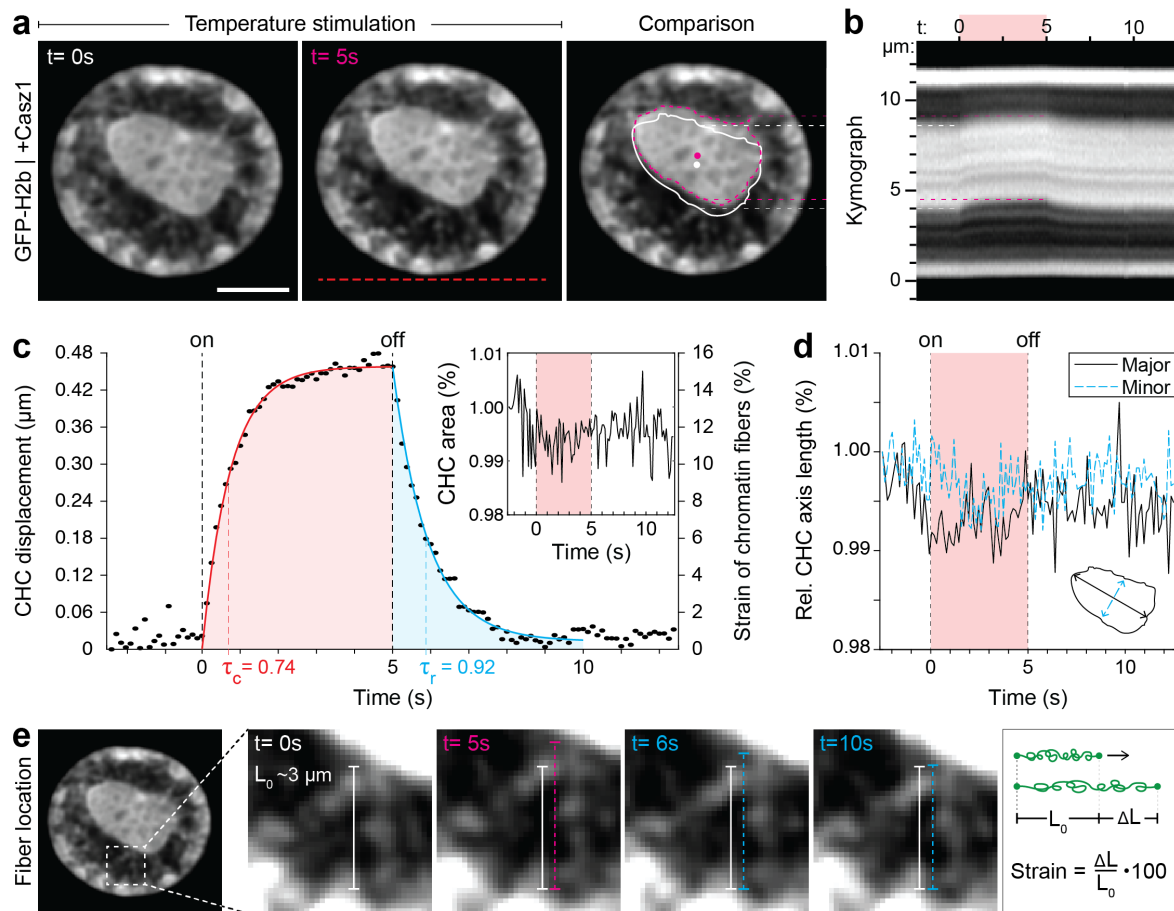 a
Temperature stimulation
Comparison
GFP-H2b | +Casz1
t= 0s
t= 5s
b
t: 0 5 10
µm:
Kymograph
10
5
0
c
on
off
CHC displacement (µm)
0.48
0.42
0.36
0.30
0.24
0.18
0.12
0.06
0
0 5 10
τc= 0.74
τr= 0.92
Time (s)
16
14
12
10
8
6
4
2
0
Strain of chromatin fibers (%)
CHC area (%)
1.01
1.00
0.99
0.98
0 5 10
Time (s)
d
on
off
Major
Minor
Rel. CHC axis length (%)
1.01
1.00
0.99
0.98
0 5 10
Time (s)
e
Fiber location
t= 0s
L0~3 µm
t= 5s
t= 6s
t=10s
L0 ΔL
Strain = ΔL/L0 •100